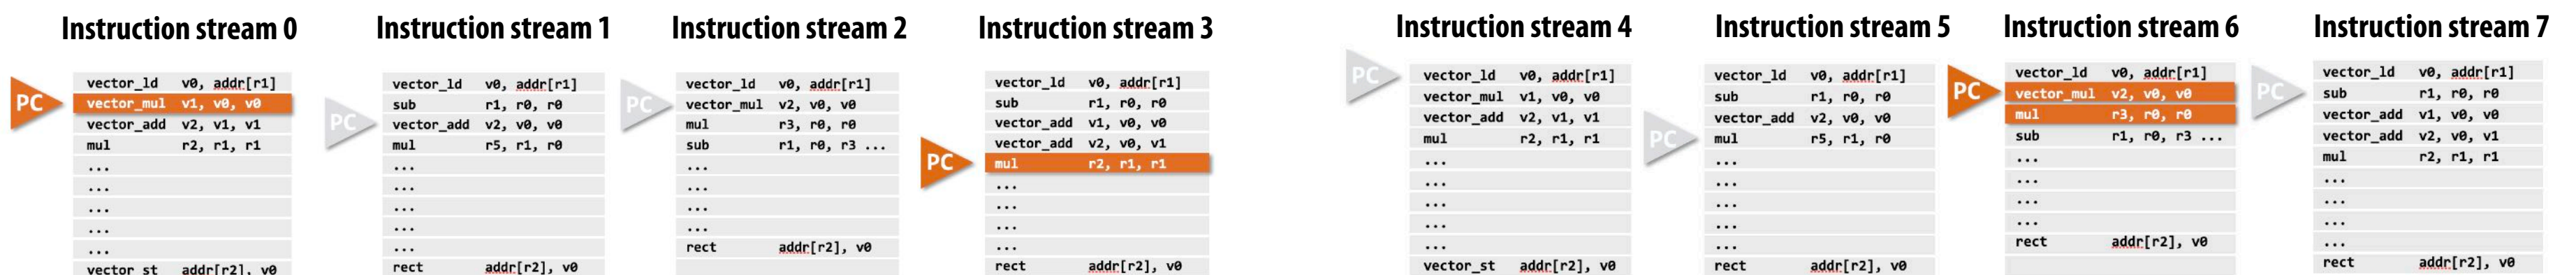 Instruction stream 0
PC
vector_ld v0, addr[r1]
vector_mul v1, v0, v0
vector_add v2, v1, v1
mul r2, r1, r1
...
...
...
...
...
vector_st addr[r2], v0
Instruction stream 1
PC
vector_ld v0, addr[r1]
sub r1, r0, r0
vector_add v2, v0, v0
mul r5, r1, r0
...
...
...
...
...
rect addr[r2], v0
Instruction stream 2
PC
vector_ld v0, addr[r1]
vector_mul v2, v0, v0
mul r3, r0, r0
sub r1, r0, r3 ...
...
...
...
...
rect addr[r2], v0
Instruction stream 3
PC
vector_ld v0, addr[r1]
sub r1, r0, r0
vector_add v1, v0, v0
vector_add v2, v0, v1
mul r2, r1, r1
...
...
...
...
rect addr[r2], v0
Instruction stream 4
PC
vector_ld v0, addr[r1]
vector_mul v1, v0, v0
vector_add v2, v1, v1
mul r2, r1, r1
...
...
...
...
...
vector_st addr[r2], v0
Instruction stream 5
PC
vector_ld v0, addr[r1]
sub r1, r0, r0
vector_add v2, v0, v0
mul r5, r1, r0
...
...
...
...
...
rect addr[r2], v0
Instruction stream 6
PC
vector_ld v0, addr[r1]
vector_mul v2, v0, v0
mul r3, r0, r0
sub r1, r0, r3 ...
...
...
...
...
rect addr[r2], v0
Instruction stream 7
PC
vector_ld v0, addr[r1]
sub r1, r0, r0
vector_add v1, v0, v0
vector_add v2, v0, v1
mul r2, r1, r1
...
...
...
...
rect addr[r2], v0